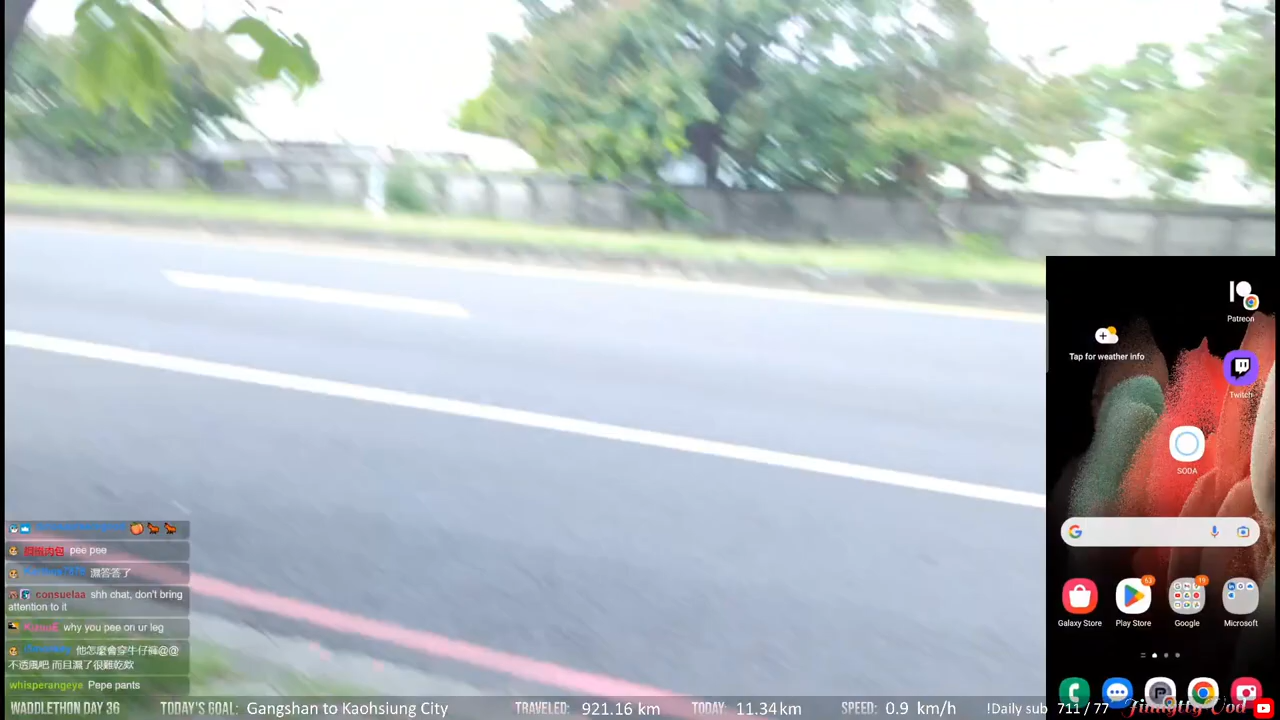 Patreon
Tap for weather info
Twitch
SODA
Galaxy Store
Play Store
63
Google
19
Microsoft
pee pee
濕答答了
consuelaa shh chat, don't bring
attention to it
why you pee on ur leg
他怎麼會穿牛仔褲@@
不透風吧 而且濕了很難乾欸
whisperangeye Pepe pants
WADDLETHON DAY 36 TODAY'S GOAL: Gangshan to Kaohsiung City TRAVELED: 921.16 km TODAY: 11.34 km SPEED: 0.9 km/h !Daily sub 711 / 77